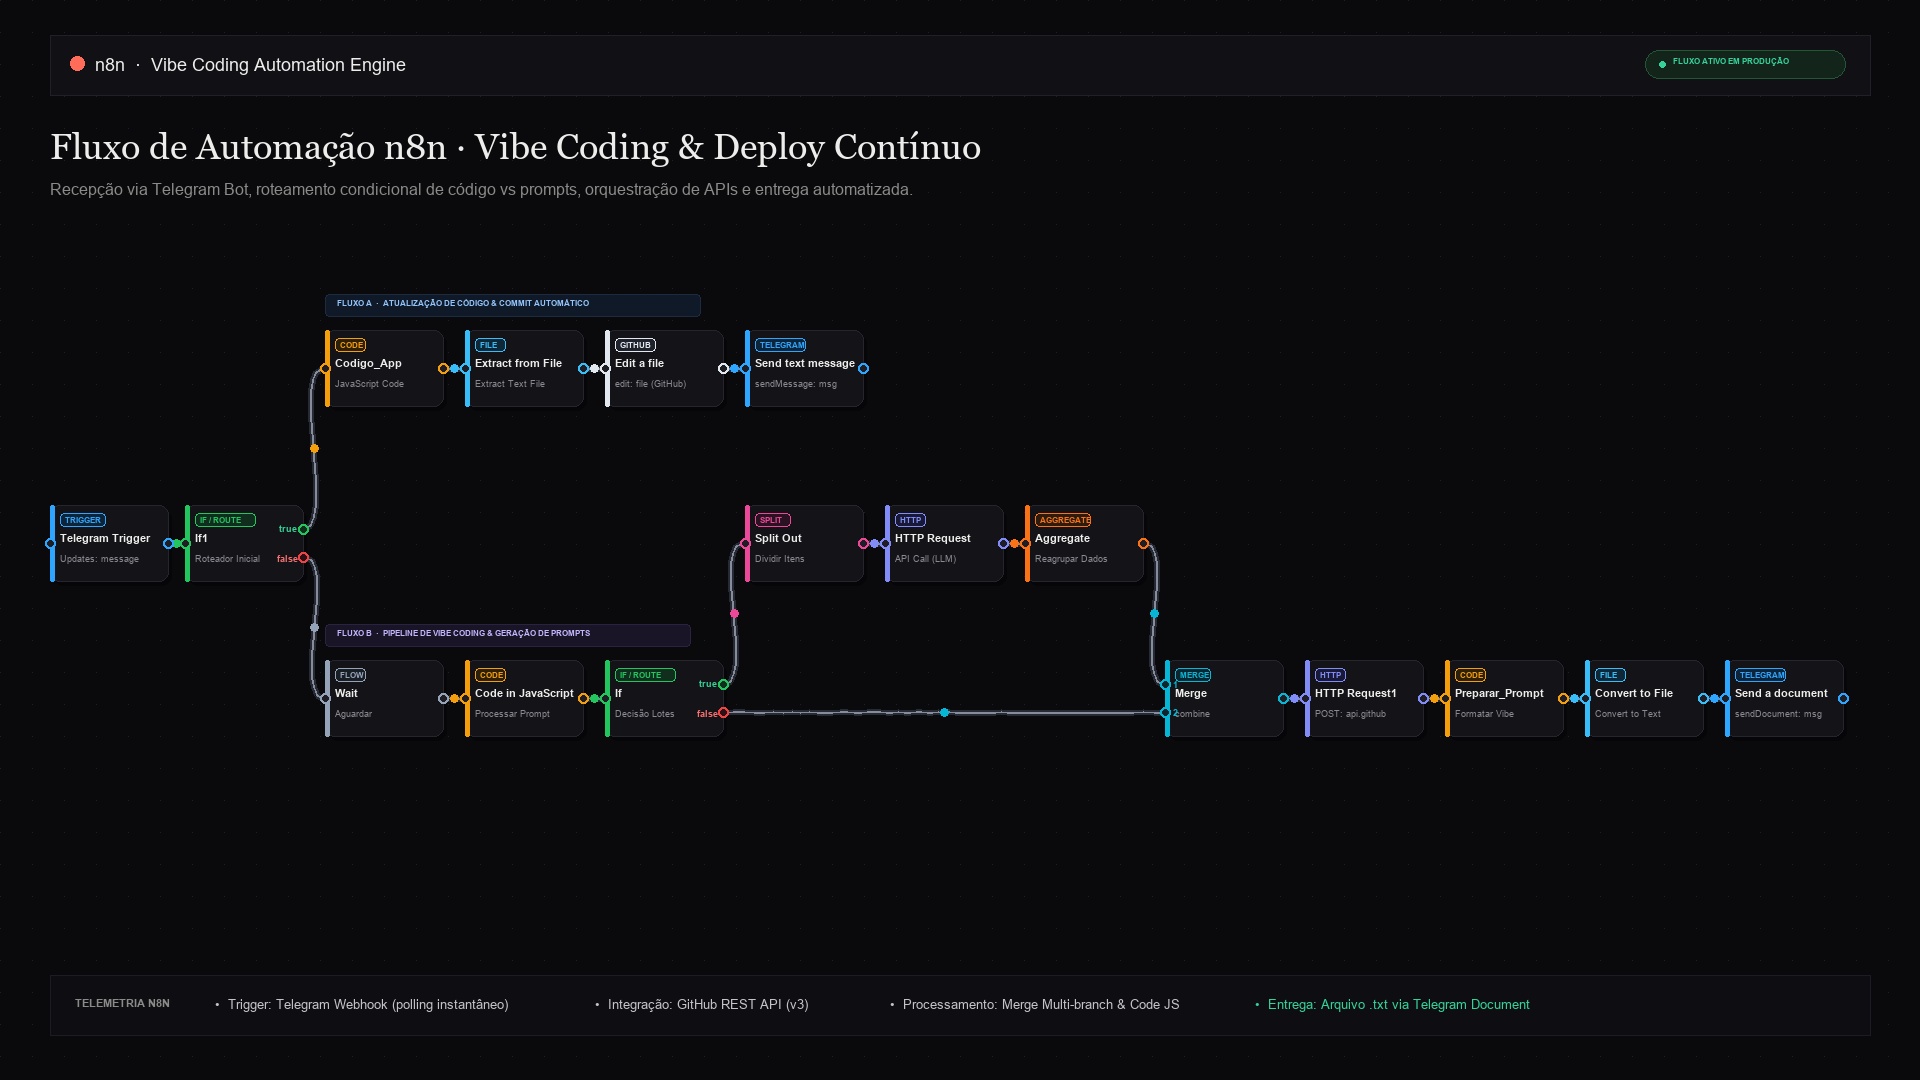 n8n · Vibe Coding Automation Engine
FLUXO ATIVO EM PRODUÇÃO
Fluxo de Automação n8n · Vibe Coding & Deploy Contínuo
Recepção via Telegram Bot, roteamento condicional de código vs prompts, orquestração de APIs e entrega automatizada.
FLUXO A · ATUALIZAÇÃO DE CÓDIGO & COMMIT AUTOMÁTICO
CODE
Codigo_App
JavaScript Code
FILE
Extract from File
Extract Text File
GITHUB
Edit a file
edit: file (GitHub)
TELEGRAM
Send text message
sendMessage: msg
TRIGGER
Telegram Trigger
Updates: message
IF / ROUTE
If1
Roteador Inicial
true
false
SPLIT
Split Out
Dividir Itens
HTTP
HTTP Request
API Call (LLM)
AGGREGATE
Aggregate
Reagrupar Dados
FLUXO B · PIPELINE DE VIBE CODING & GERAÇÃO DE PROMPTS
FLOW
Wait
Aguardar
CODE
Code in JavaScript
Processar Prompt
IF / ROUTE
If
Decisão Lotes
true
false
MERGE
1
Merge
2
combine
HTTP
HTTP Request1
POST: api.github
CODE
Preparar_Prompt
Formatar Vibe
FILE
Convert to File
Convert to Text
TELEGRAM
Send a document
sendDocument: msg
TELEMETRIA N8N
• Trigger: Telegram Webhook (polling instantâneo)
• Integração: GitHub REST API (v3)
• Processamento: Merge Multi-branch & Code JS
• Entrega: Arquivo .txt via Telegram Document